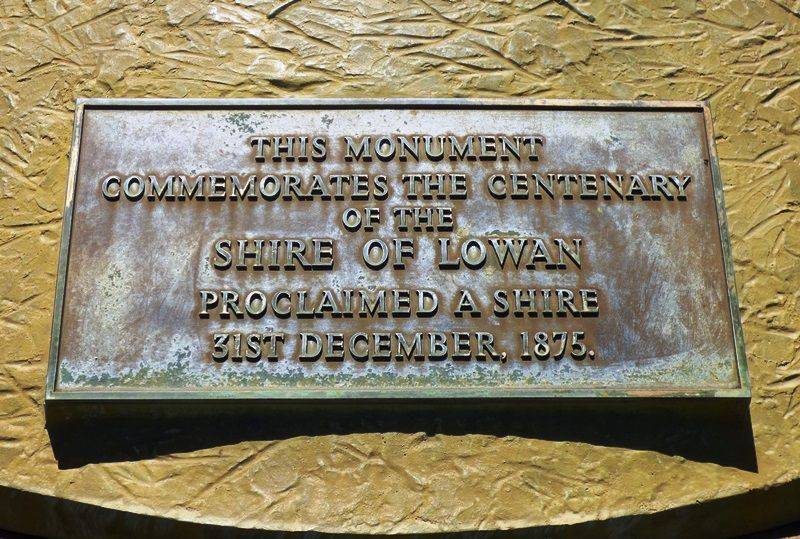 THIS MONUMENT
COMMEMORATES THE CENTENARY
OF THE
SHIRE OF LOWAN
PROCLAIMED A SHIRE
31ST DECEMBER, 1875.